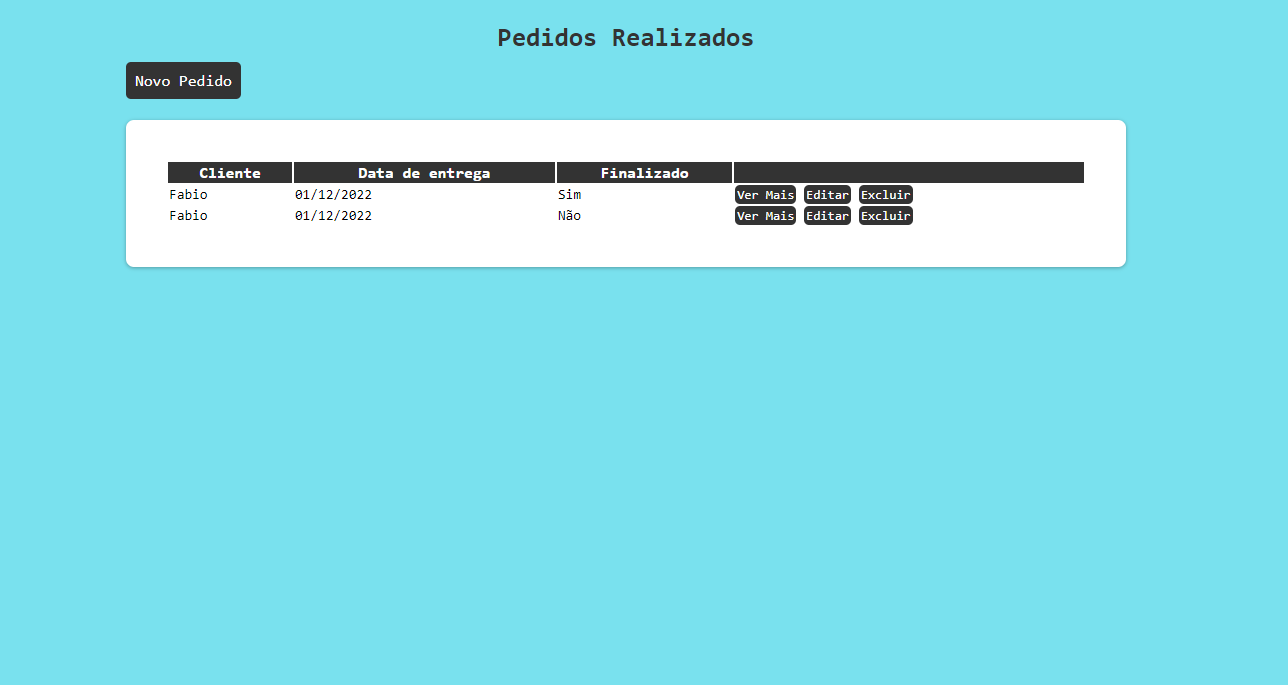 Pedidos Realizados
Novo Pedido
Cliente Data de entrega Finalizado
Fabio 01/12/2022 Sim Ver Mais Editar Excluir
Fabio 01/12/2022 Não Ver Mais Editar Excluir